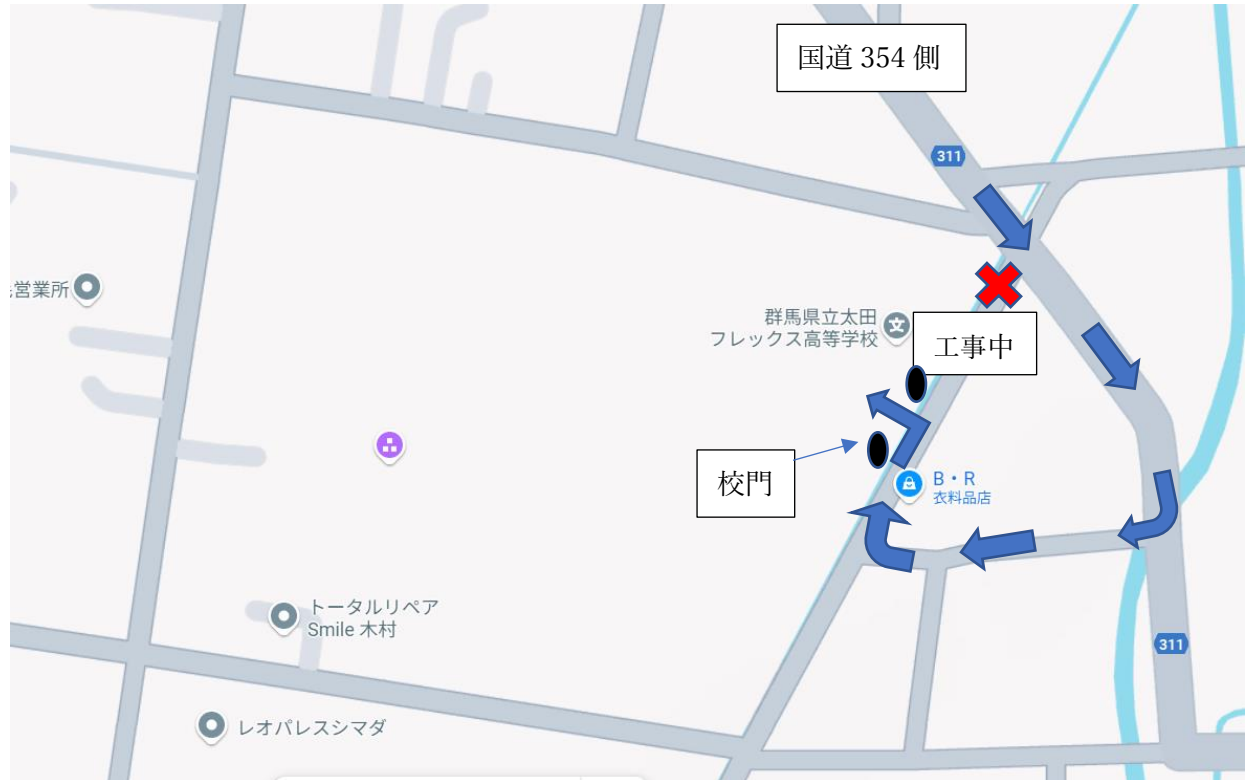 国道 354 側
311
:営業所
群馬県立太田
フレックス高等学校
文
工事中
校門
B・R
衣料品店
トータルリペア
Smile 木村
311
レオパレスシマダ